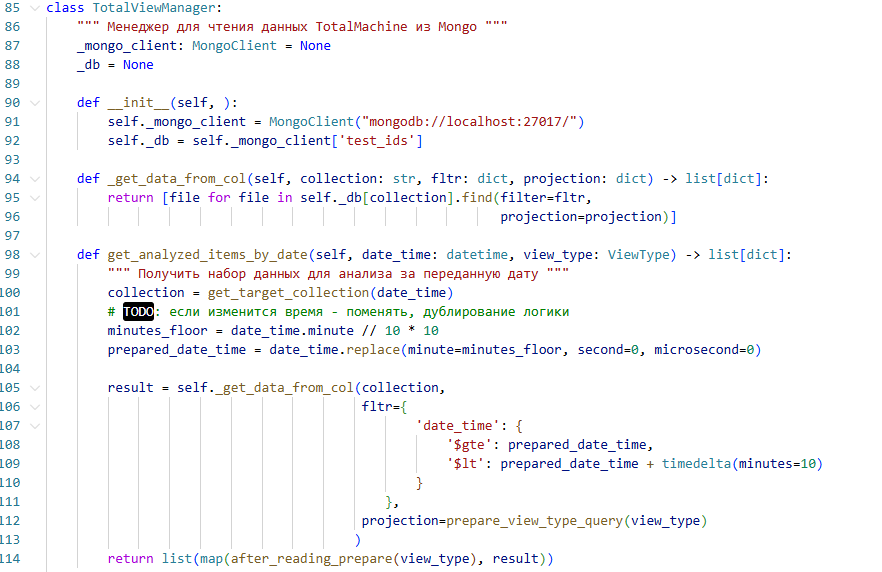 85 class TotalViewManager:
86     """ Менеджер для чтения данных TotalMachine из Mongo """
87     _mongo_client: MongoClient = None
88     _db = None
89
90     def __init__(self, ):
91         self._mongo_client = MongoClient("mongodb://localhost:27017/")
92         self._db = self._mongo_client['test_ids']
93
94     def _get_data_from_col(self, collection: str, fltr: dict, projection: dict) -> list[dict]:
95         return [file for file in self._db[collection].find(filter=fltr,
96                                                            projection=projection)]
97
98     def get_analyzed_items_by_date(self, date_time: datetime, view_type: ViewType) -> list[dict]:
99         """ Получить набор данных для анализа за переданную дату """
100         collection = get_target_collection(date_time)
101         # TODO: если изменится время - поменять, дублирование логики
102         minutes_floor = date_time.minute // 10 * 10
103         prepared_date_time = date_time.replace(minute=minutes_floor, second=0, microsecond=0)
104
105         result = self._get_data_from_col(collection,
106                                          fltr={
107                                                 'date_time': {
108                                                     '$gte': prepared_date_time,
109                                                     '$lt': prepared_date_time + timedelta(minutes=10)
110                                                 }
111                                             },
112                                          projection=prepare_view_type_query(view_type)
113                                         )
114         return list(map(after_reading_prepare(view_type), result))